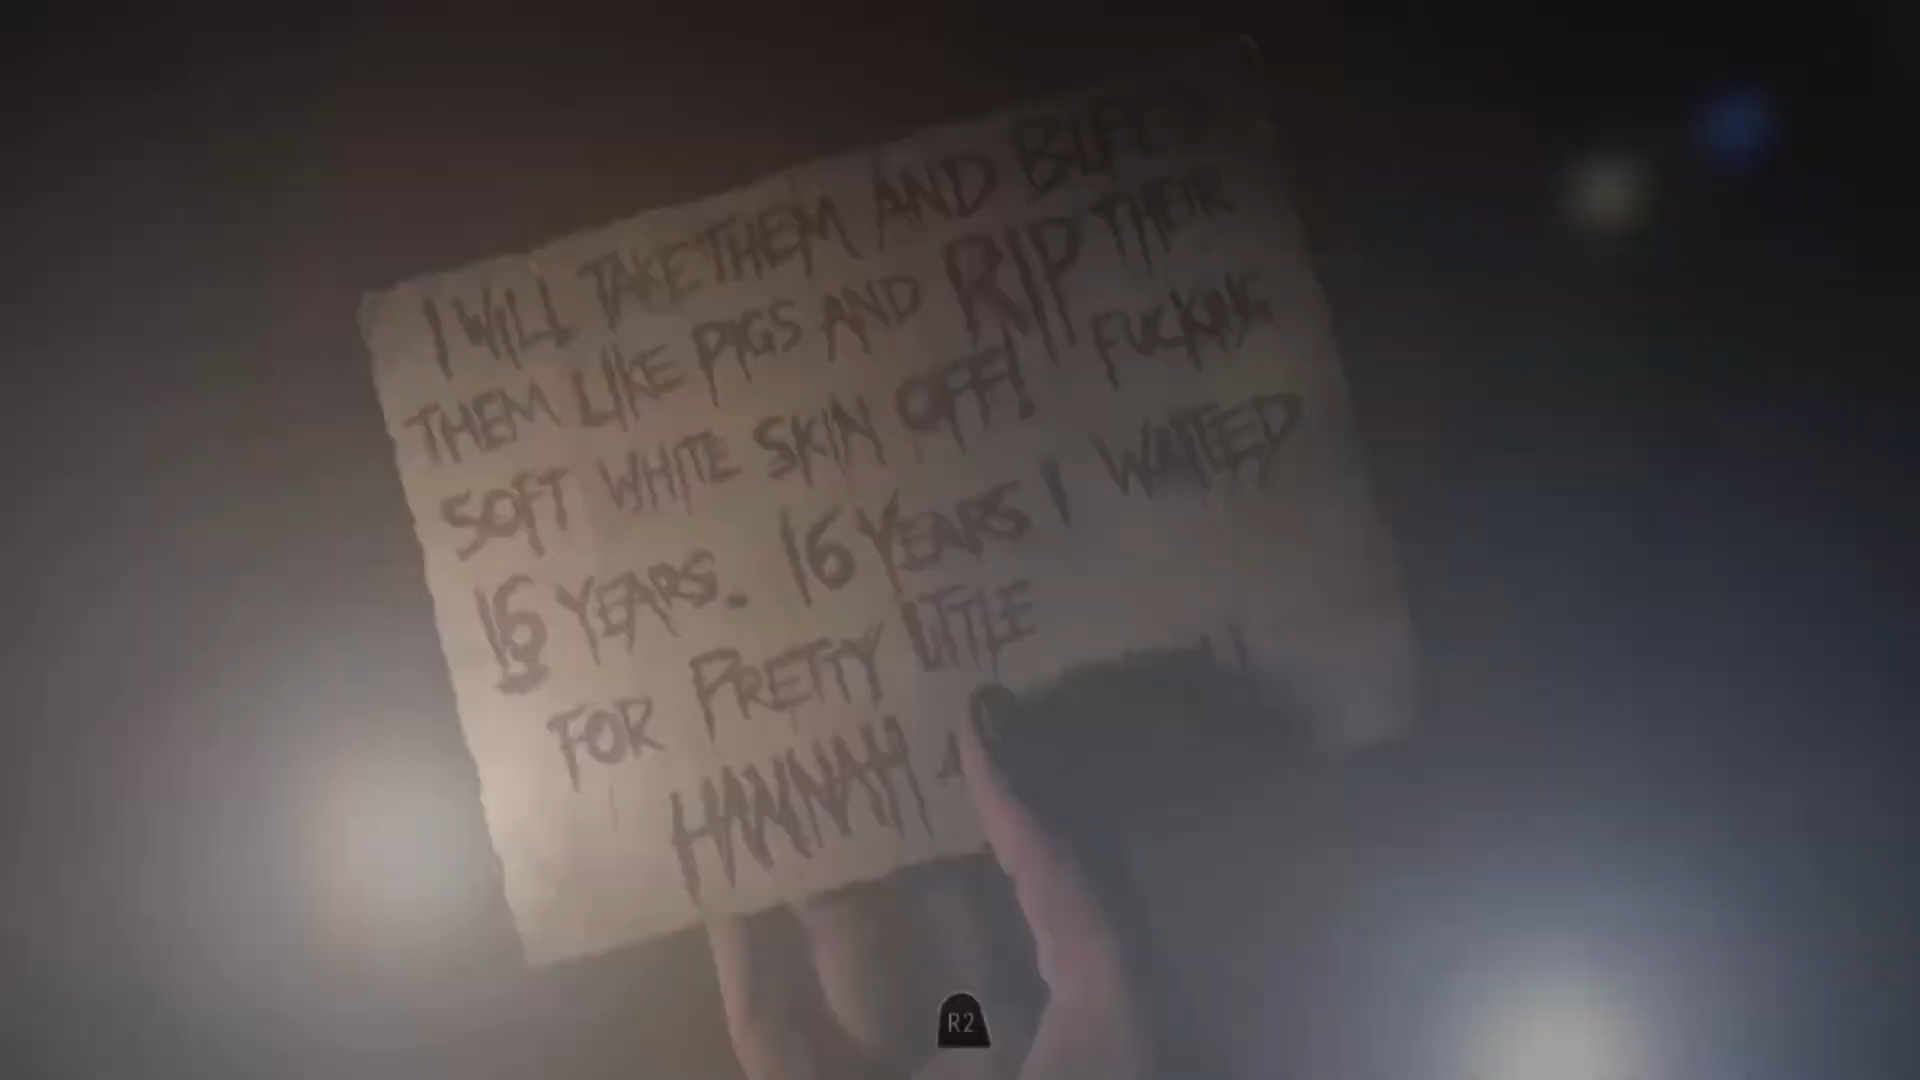 I WILL TAKE THEM AND
THEM LIKE PIGS AND RIP THEIR
SOFT WHITE SKIN OFF! FUCKING
16 YEARS. 16 YEARS I WAITED
FOR PRETTY LITTLE
HANNAH
R2